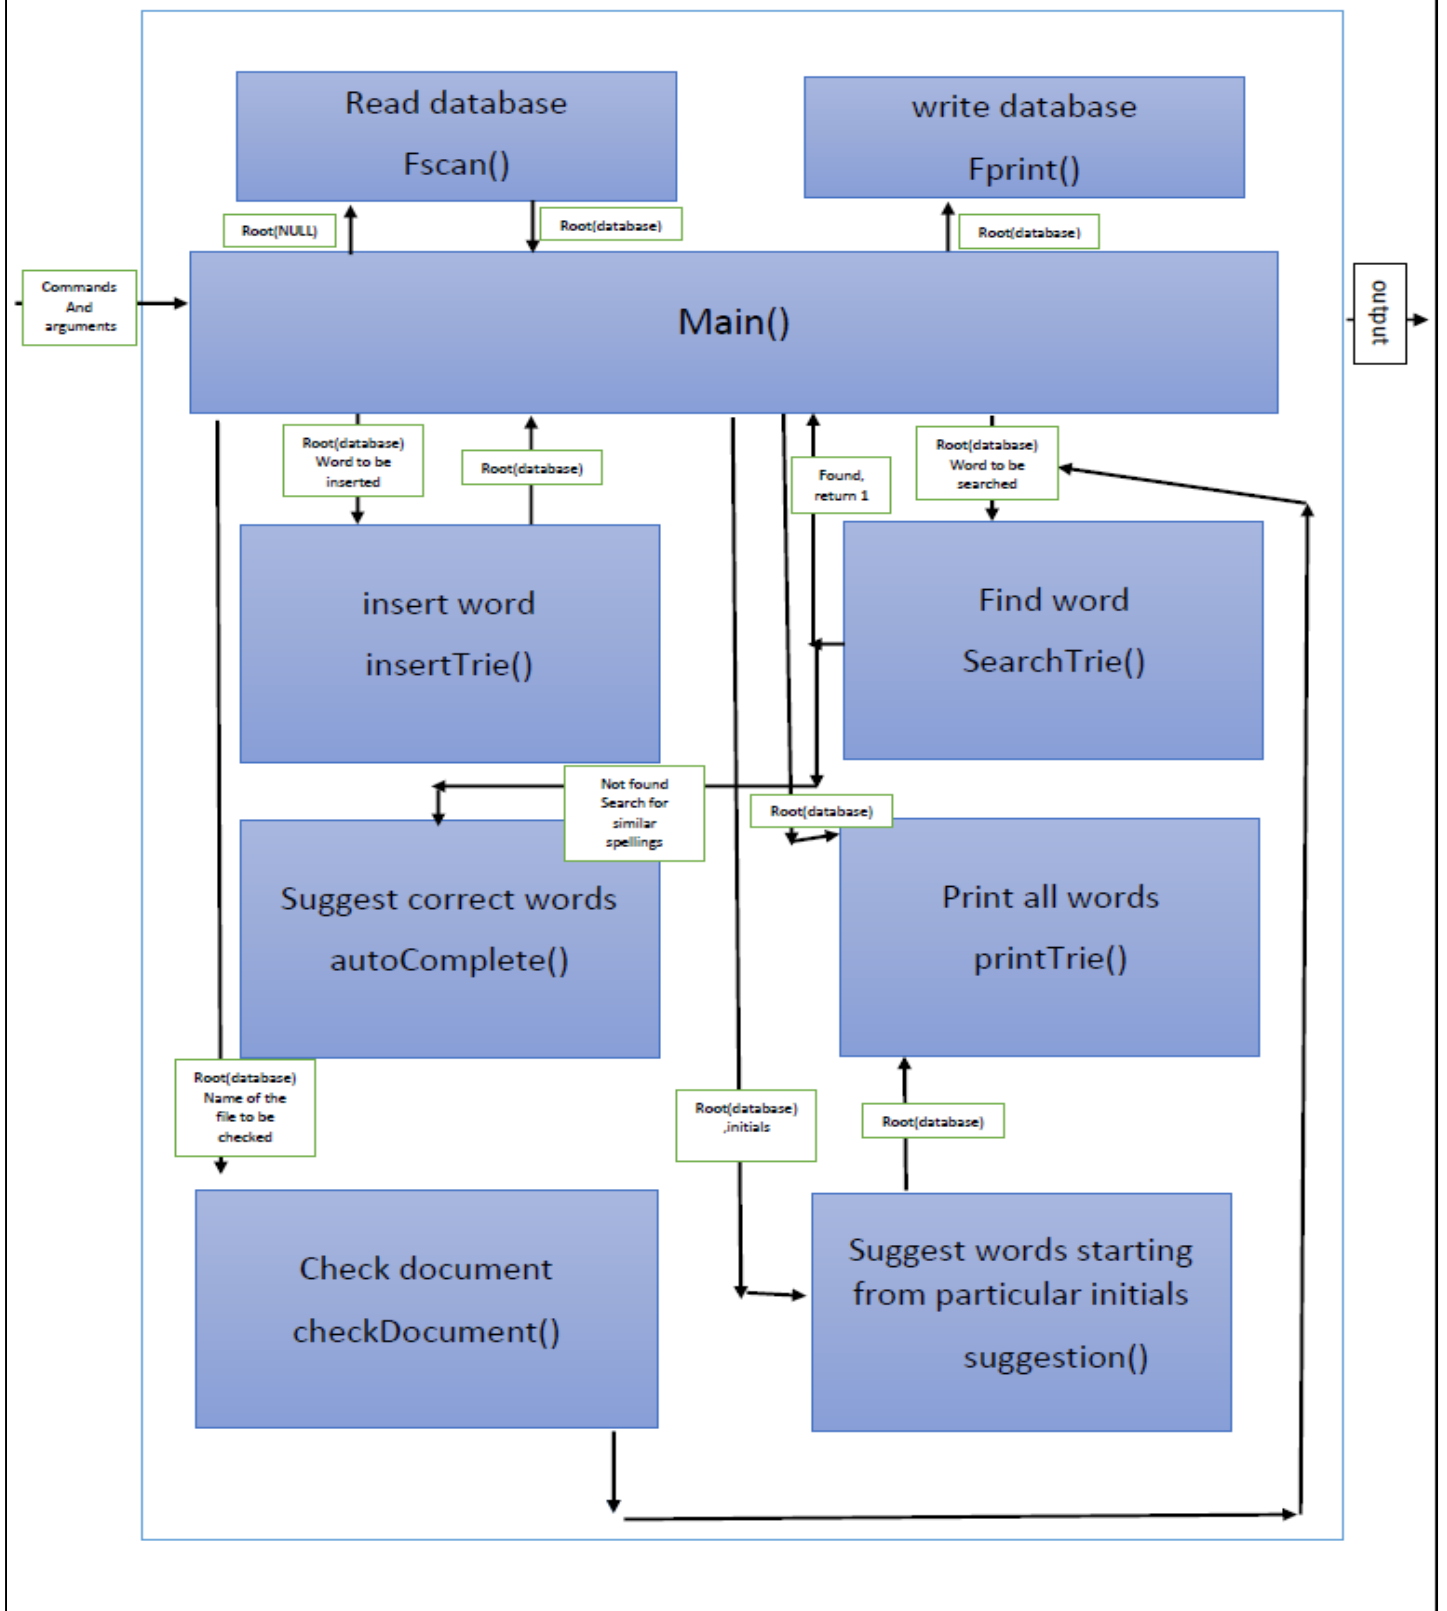 Read database
Fscan()
write database
Fprint()
Root(NULL)
Root(database)
Root(database)
Commands
And
arguments
Main()
output
Root(database)
Word to be
inserted
Root(database)
Found,
return 1
Root(database)
Word to be
searched
insert word
insertTrie()
Find word
SearchTrie()
Not found
Search for
similar
spellings
Root(database)
Suggest correct words
autoComplete()
Print all words
printTrie()
Root(database)
Name of the
file to be
checked
Root(database)
,initials
Root(database)
Check document
checkDocument()
Suggest words starting
from particular initials
suggestion()